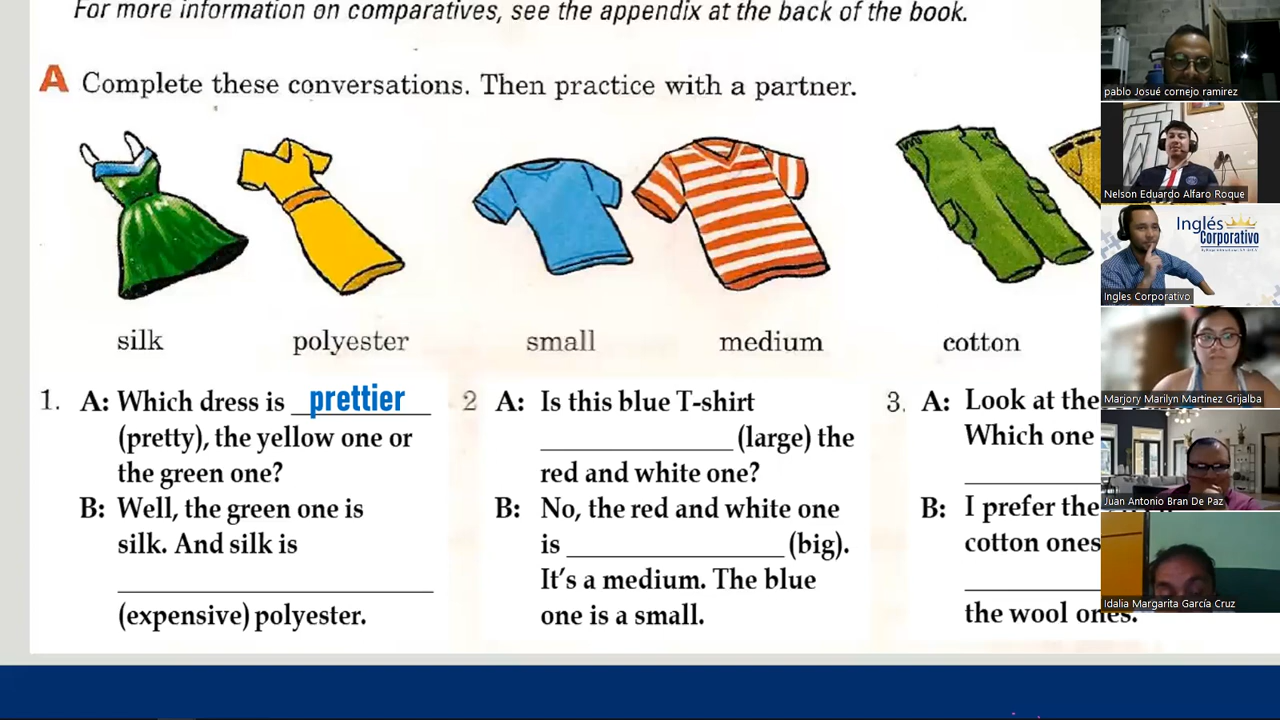 For more information on comparatives, see the appendix at the back of the book.
A Complete these conversations. Then practice with a partner.
silk
polyester
small
medium
cotton
1. A: Which dress is prettier
(pretty), the yellow one or
the green one?
B: Well, the green one is
silk. And silk is
(expensive) polyester.
2 A: Is this blue T-shirt
(large) the
red and white one?
B: No, the red and white one
is (big).
It's a medium. The blue
one is a small.
3. A: Look at the
Which one
B: I prefer the
cotton ones
the wool ones.
pablo Josué cornejo ramirez
Nelson Eduardo Alfaro Roque
Inglés
Corporativo
Ingles Corporativo
Marjory Marilyn Martinez Grijalba
Juan Antonio Bran De Paz
Idalia Margarita García Cruz